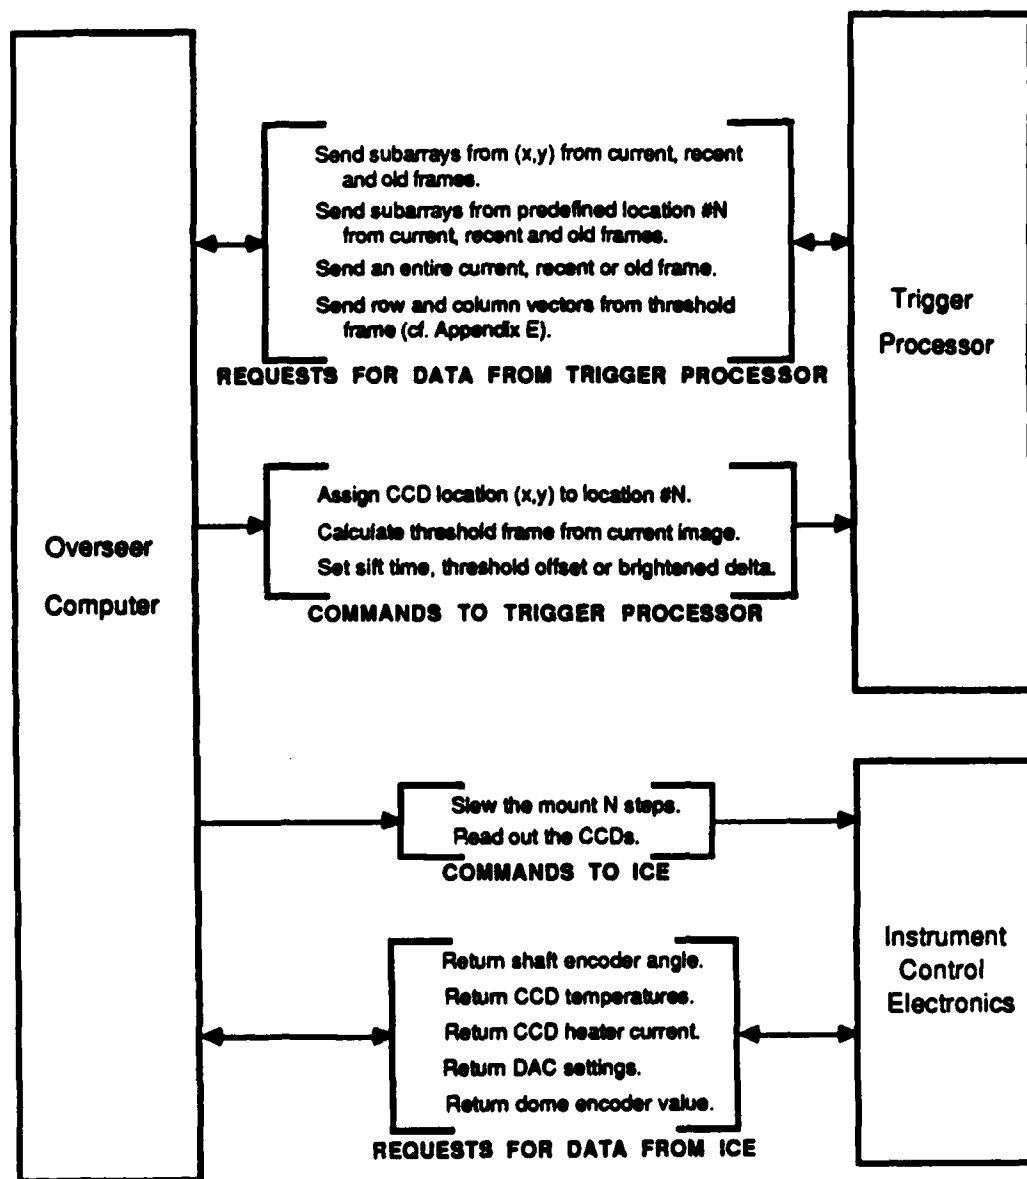 Overseer
Computer
Send subarrays from (x,y) from current, recent
and old frames.
Send subarrays from predefined location #N
from current, recent and old frames.
Send an entire current, recent or old frame.
Send row and column vectors from threshold
frame (cf. Appendix E).
REQUESTS FOR DATA FROM TRIGGER PROCESSOR
Trigger
Processor
Assign CCD location (x,y) to location #N.
Calculate threshold frame from current image.
Set sift time, threshold offset or brightened delta.
COMMANDS TO TRIGGER PROCESSOR
Slew the mount N steps.
Read out the CCDs.
COMMANDS TO ICE
Return shaft encoder angle.
Return CCD temperatures.
Return CCD heater current.
Return DAC settings.
Return dome encoder value.
REQUESTS FOR DATA FROM ICE
Instrument
Control
Electronics